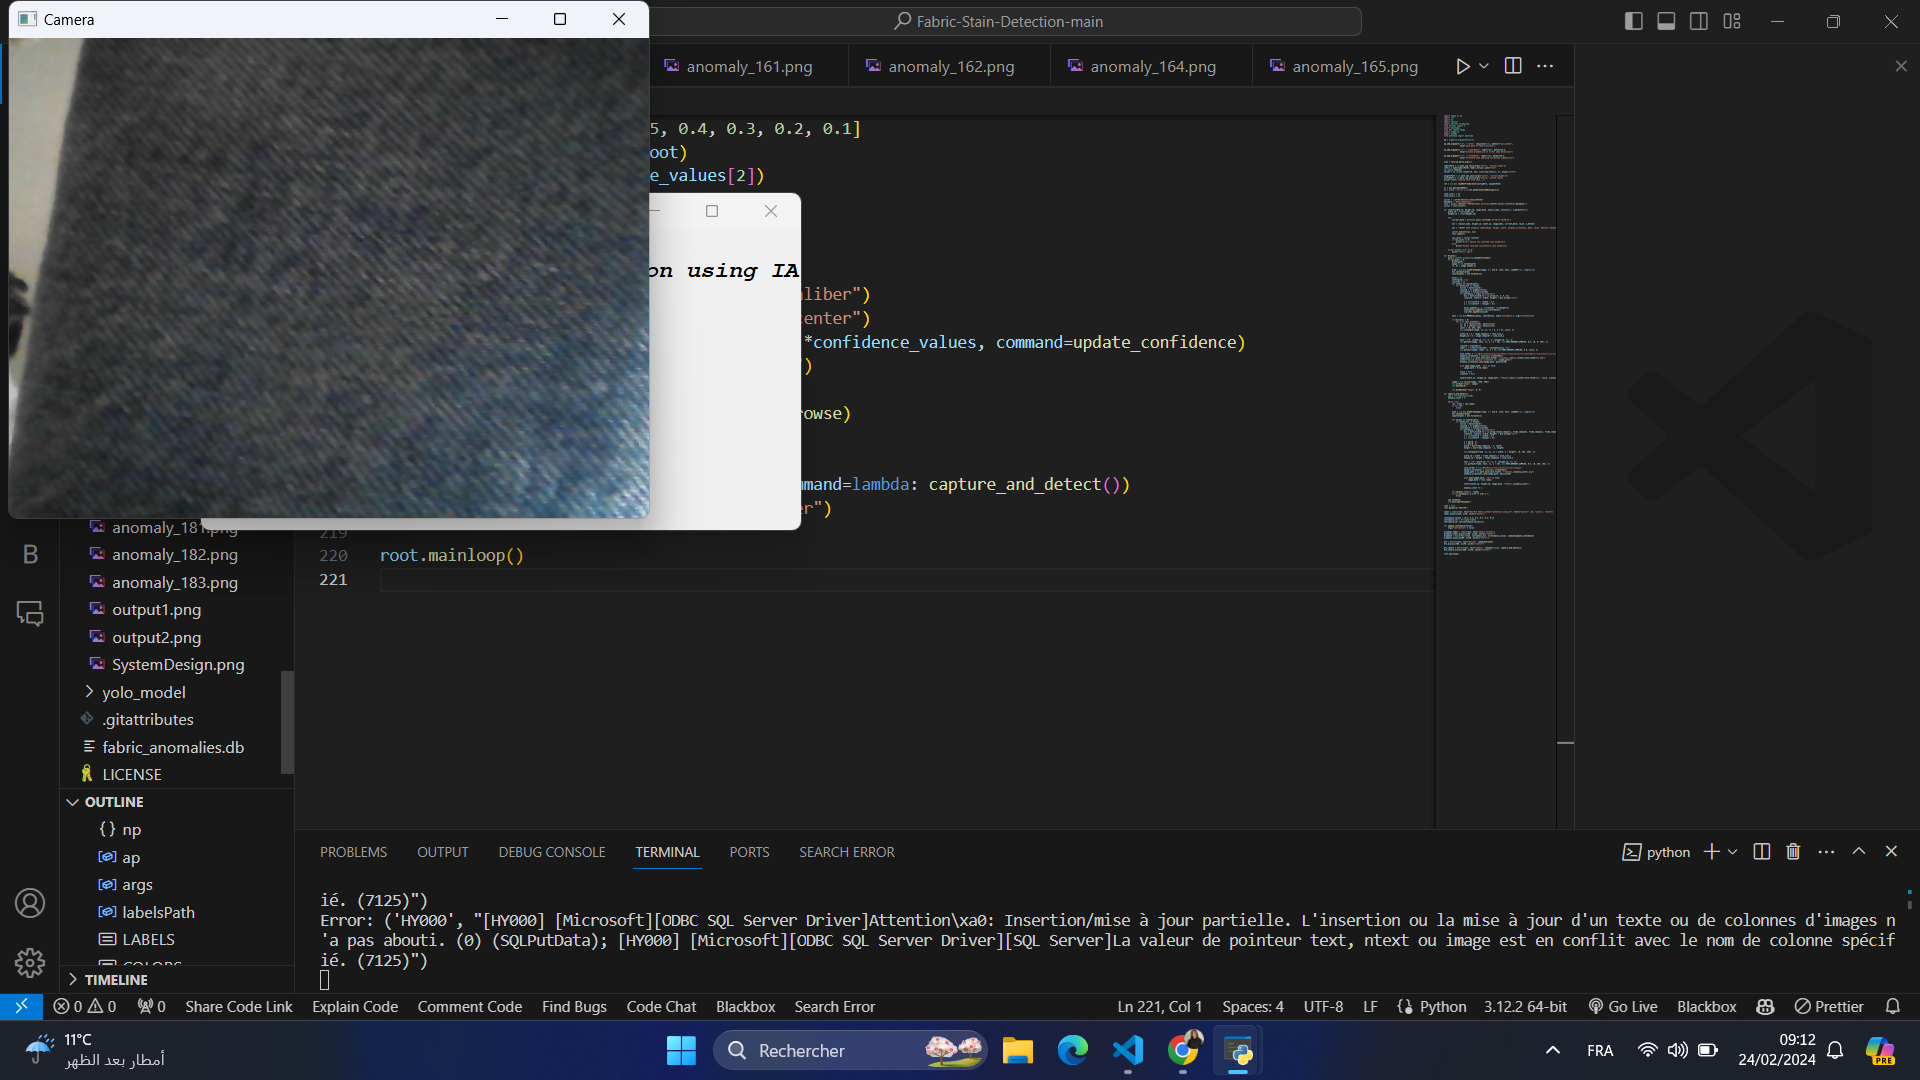 Camera
Fabric-Stain-Detection-main
anomaly_161.png
anomaly_162.png
anomaly_164.png
anomaly_165.png
5, 0.4, 0.3, 0.2, 0.1]
oot)
e_values[2])
on using IA
aliber")
center")
*confidence_values, command=update_confidence)
)
rowse)
mmand=lambda: capture_and_detect())
er")
219
220 root.mainloop()
221
anomaly_181.png
anomaly_182.png
anomaly_183.png
output1.png
output2.png
SystemDesign.png
yolo_model
.gitattributes
fabric_anomalies.db
LICENSE
OUTLINE
np
ap
args
labelsPath
LABELS
COLORS
TIMELINE
PROBLEMS OUTPUT DEBUG CONSOLE TERMINAL PORTS SEARCH ERROR
python
ié. (7125)")
Error: ('HY000', "[HY000] [Microsoft][ODBC SQL Server Driver]Attention\xa0: Insertion/mise à jour partielle. L'insertion ou la mise à jour d'un texte ou de colonnes d'images n
'a pas abouti. (0) (SQLPutData); [HY000] [Microsoft][ODBC SQL Server Driver][SQL Server]La valeur de pointeur text, ntext ou image est en conflit avec le nom de colonne spécif
ié. (7125)")
0 0 0 Share Code Link Explain Code Comment Code Find Bugs Code Chat Blackbox Search Error
Ln 221, Col 1 Spaces: 4 UTF-8 LF Python 3.12.2 64-bit Go Live Blackbox Prettier
11°C
أمطار بعد الظهر
Rechercher
FRA
09:12
24/02/2024
PRE